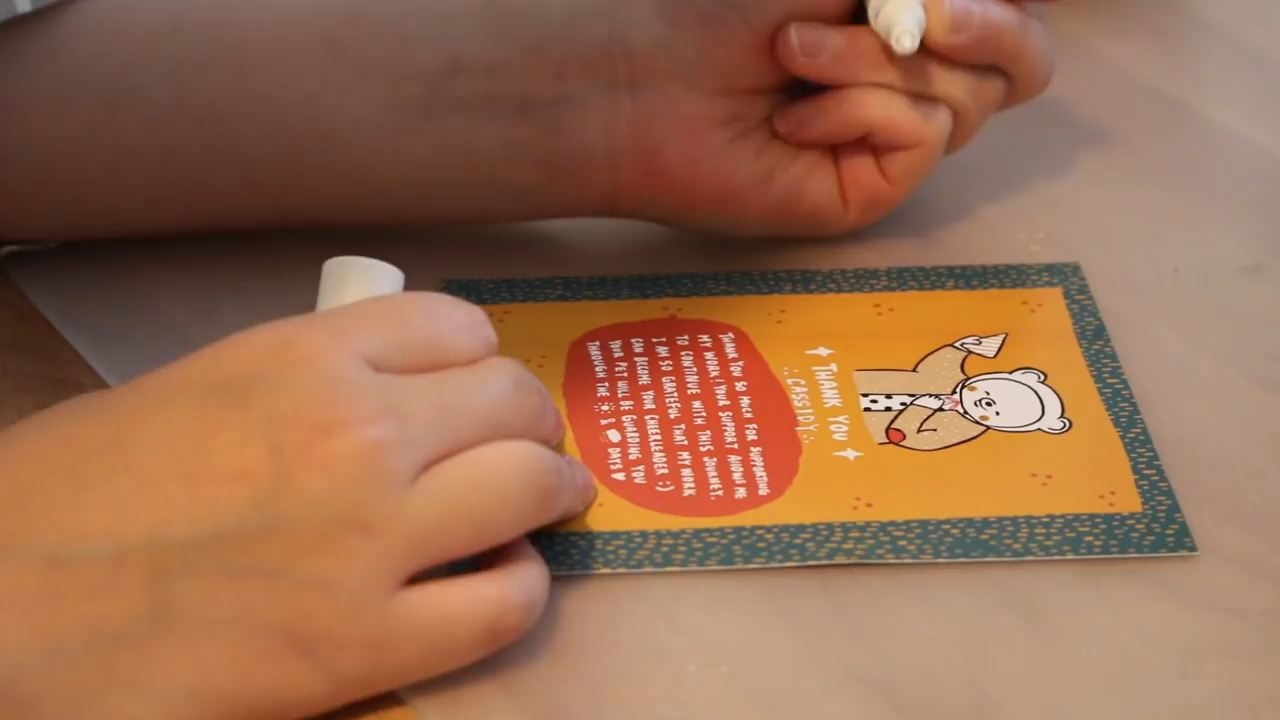 THANK YOU
CASSIDY
THANK YOU SO MUCH FOR SUPPORTING
MY WORK! YOUR SUPPORT ALLOWS ME
TO CONTINUE WITH THIS JOURNEY.
I AM SO GRATEFUL THAT MY WORK
CAN BECOME YOUR CHEERLEADER :)
YOUR PET WILL BE GUARDING YOU
THROUGH THE & DAYS